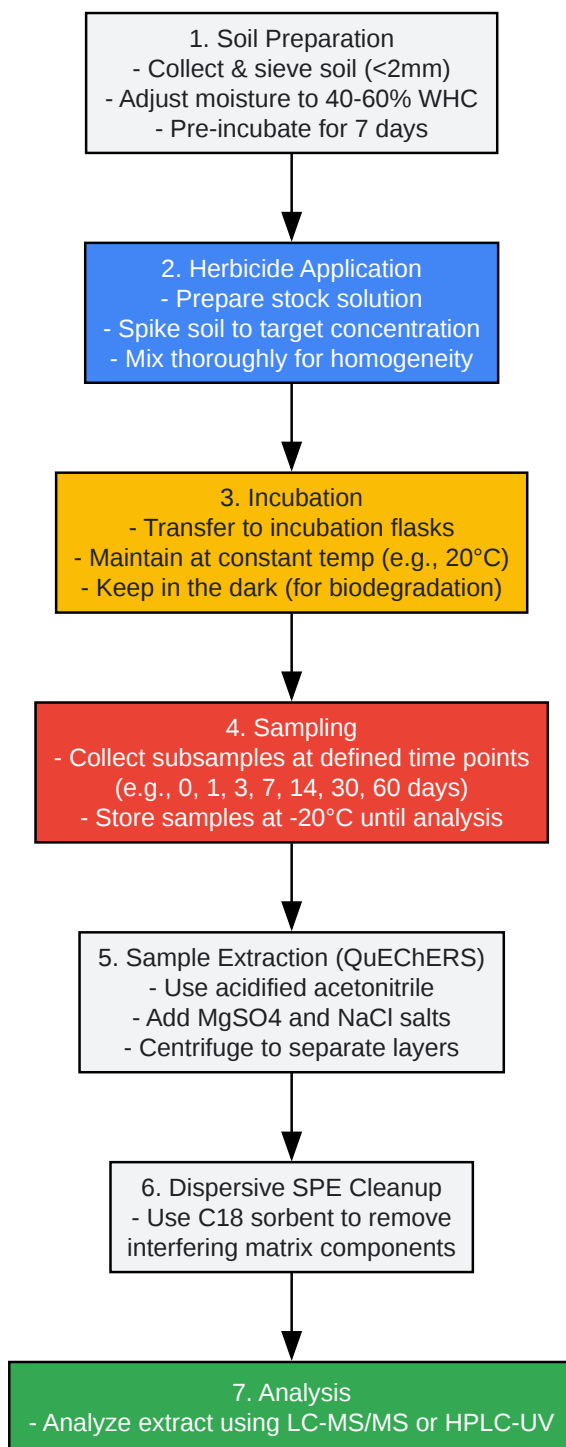 1. Soil Preparation
- Collect & sieve soil (<2mm)
- Adjust moisture to 40-60% WHC
- Pre-incubate for 7 days
2. Herbicide Application
- Prepare stock solution
- Spike soil to target concentration
- Mix thoroughly for homogeneity
3. Incubation
- Transfer to incubation flasks
- Maintain at constant temp (e.g., 20°C)
- Keep in the dark (for biodegradation)
4. Sampling
- Collect subsamples at defined time points
(e.g., 0, 1, 3, 7, 14, 30, 60 days)
- Store samples at -20°C until analysis
5. Sample Extraction (QuEChERS)
- Use acidified acetonitrile
- Add MgSO4 and NaCl salts
- Centrifuge to separate layers
6. Dispersive SPE Cleanup
- Use C18 sorbent to remove
interfering matrix components
7. Analysis
- Analyze extract using LC-MS/MS or HPLC-UV